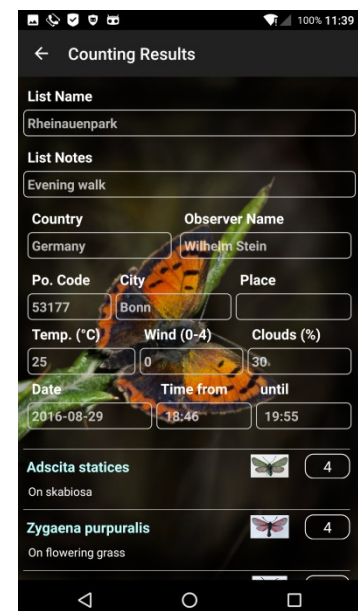 100% 11:39
Counting Results
List Name
Rheinauenpark
List Notes
Evening walk
Country Observer Name
Germany Wilhelm Stein
Po. Code City Place
53177 Bonn
Temp. (°C) Wind (0-4) Clouds (%)
25 0 30
Date Time from until
2016-08-29 18:46 19:55
Adscita statices 4
On skabiosa
Zygaena purpuralis 4
On flowering grass